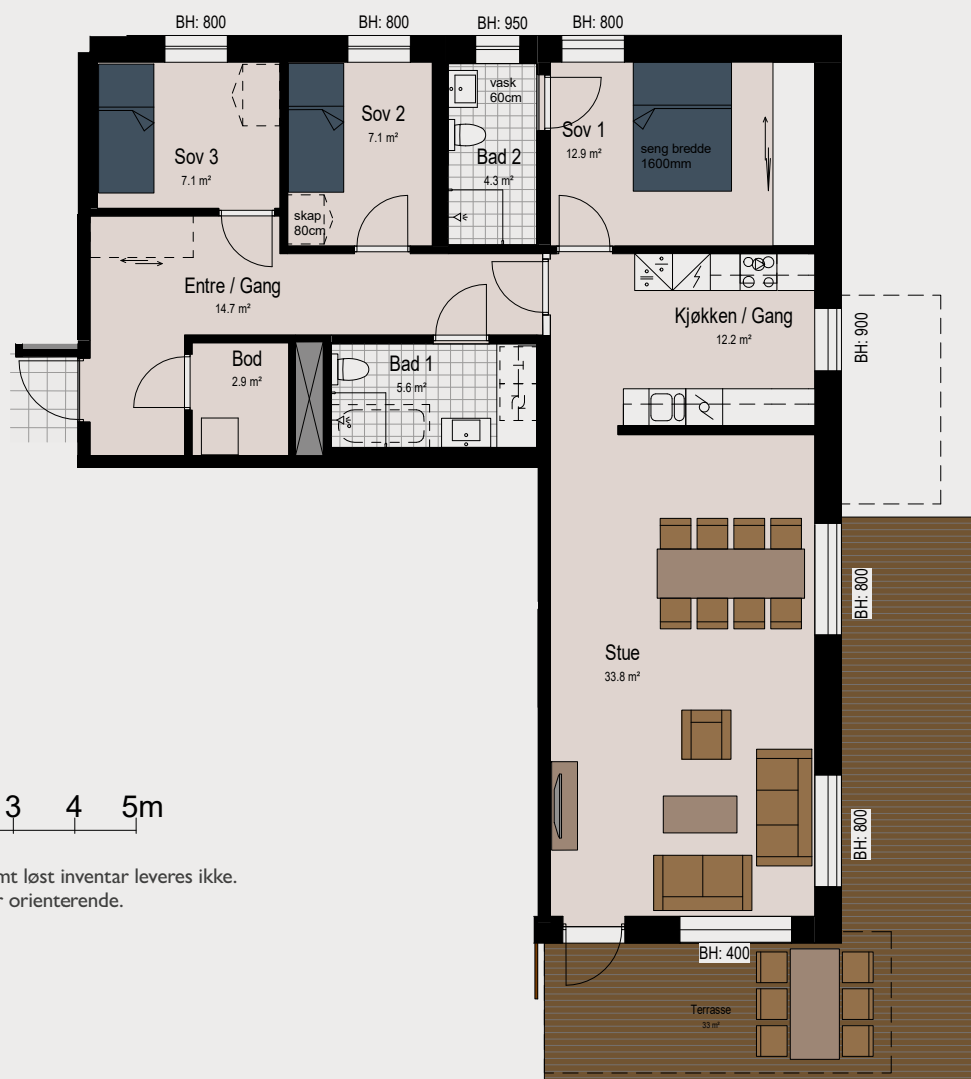 BH: 800
BH: 800
BH: 950
BH: 800
vask
60cm
Sov 2
7.1 m²
Sov 1
12.9 m²
seng bredde
1600mm
Sov 3
7.1 m²
Bad 2
4.3 m²
skap
80cm
Entre / Gang
14.7 m²
Kjøkken / Gang
12.2 m²
BH: 900
Bod
2.9 m²
Bad 1
5.6 m²
BH: 800
Stue
33.8 m²
3 4 5m
BH: 800
mt løst inventar leveres ikke.
r orienterende.
BH: 400
Terrasse
33 m²